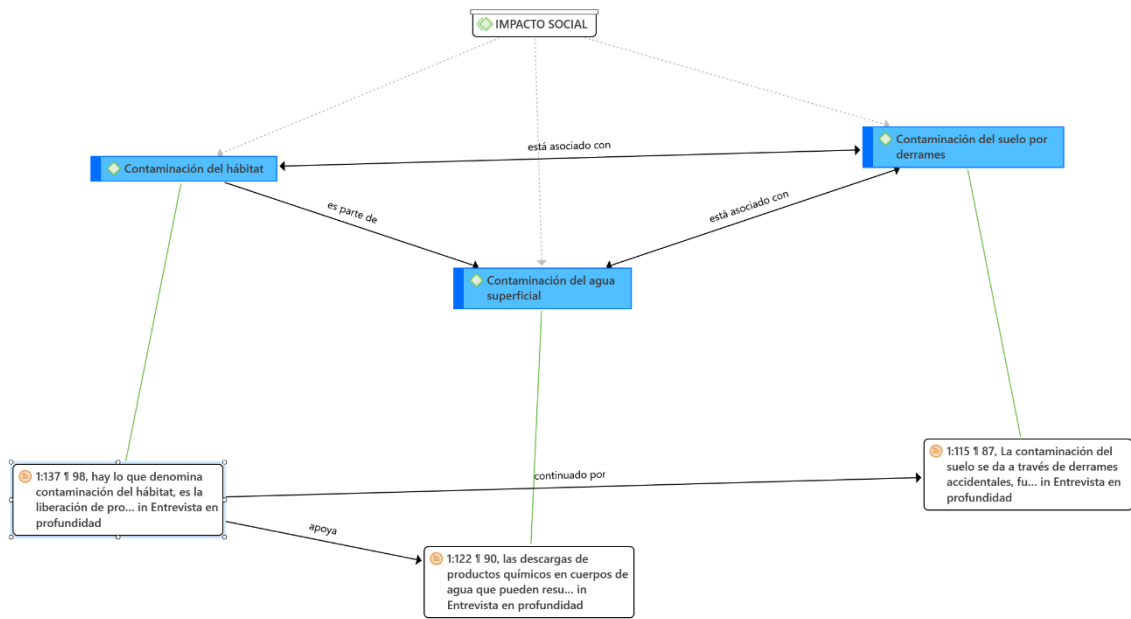 IMPACTO SOCIAL
Contaminación del suelo por
derrames
está asociado con
Contaminación del hábitat
es parte de
está asociado con
Contaminación del agua
superficial
1:115 ¶ 87, La contaminación del
suelo se da a través de derrames
accidentales, fu... in Entrevista en
profundidad
1:137 ¶ 98, hay lo que denomina
contaminación del hábitat, es la
liberación de pro... in Entrevista en
profundidad
continuado por
apoya
1:122 ¶ 90, las descargas de
productos químicos en cuerpos de
agua que pueden resu... in
Entrevista en profundidad